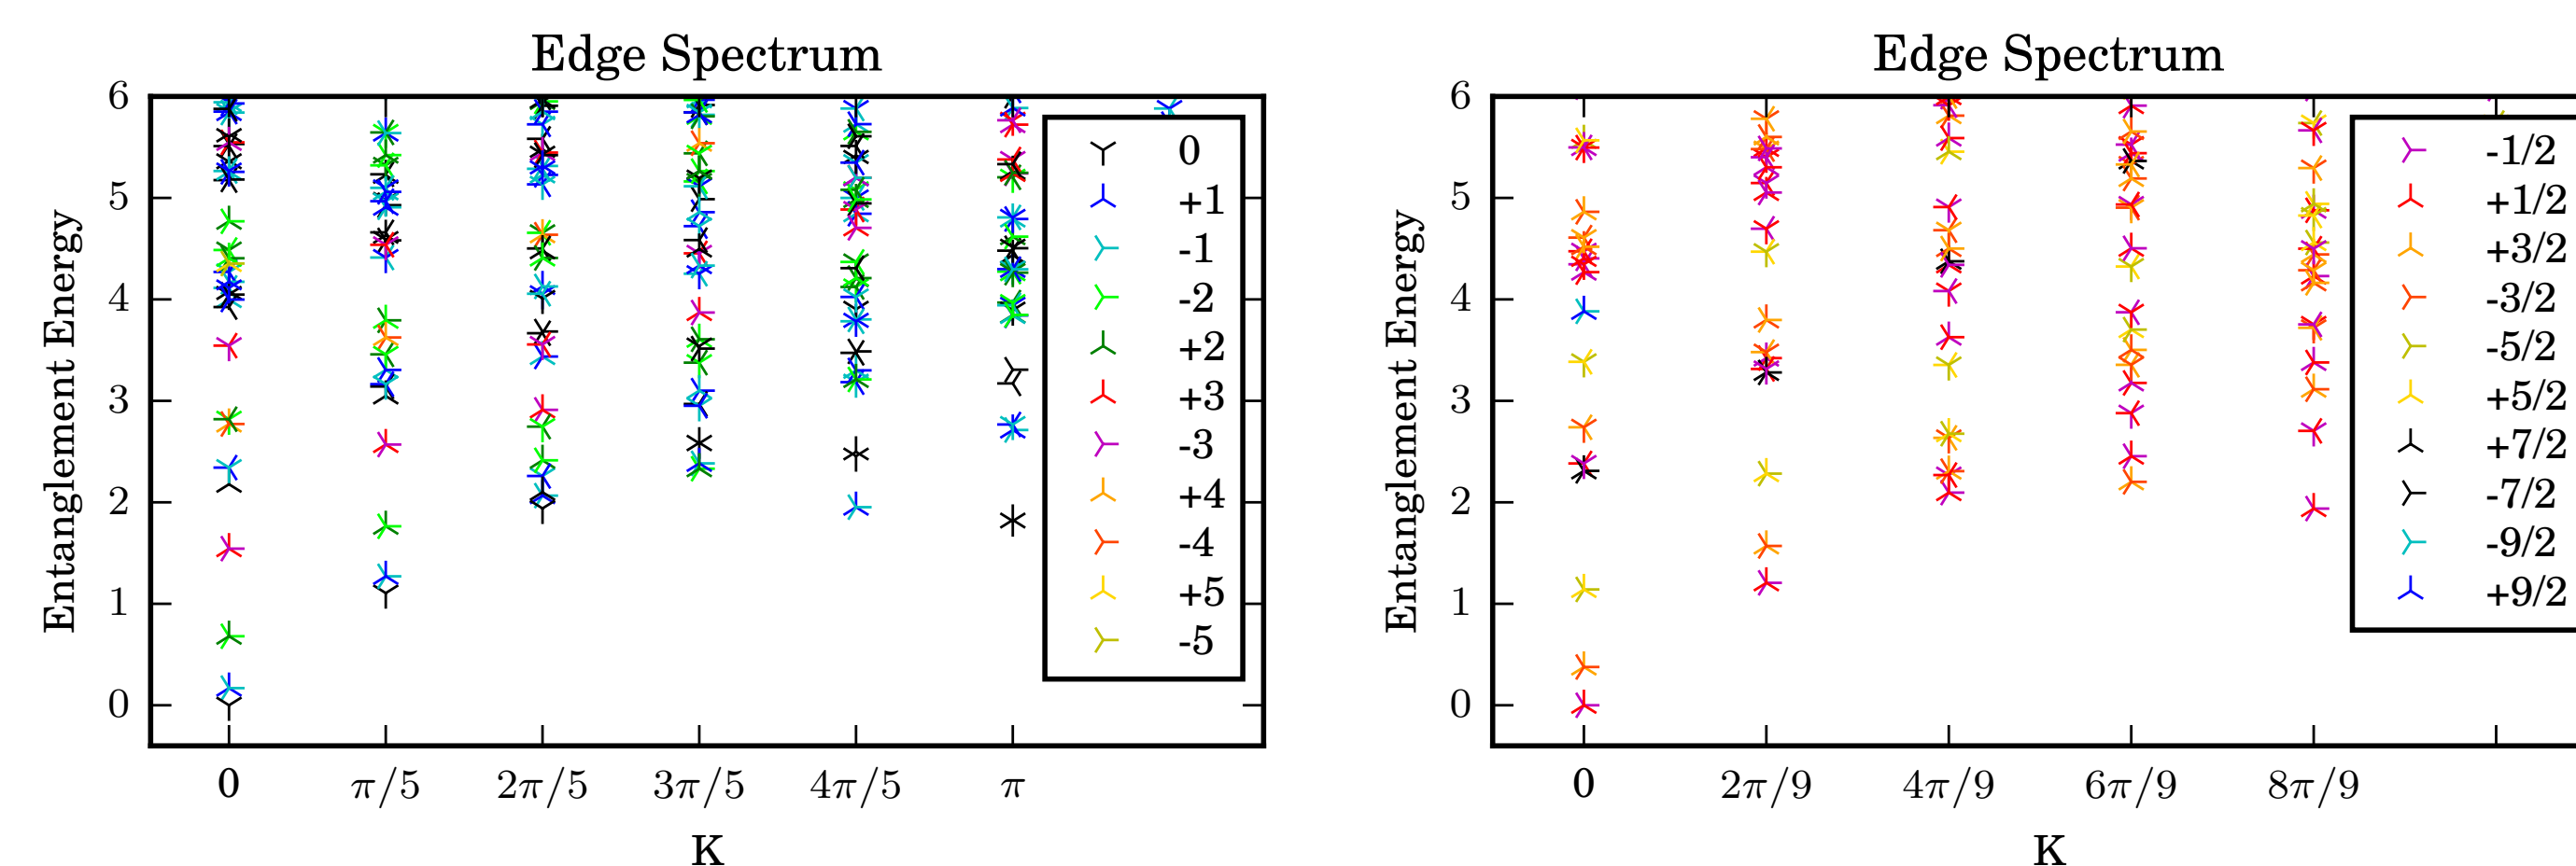 Edge Spectrum
Entanglement Energy
6
5
4
3
2
1
0
0
π/5
2π/5
3π/5
4π/5
π
K
0
+1
-1
-2
+2
+3
-3
+4
-4
+5
-5
Edge Spectrum
Entanglement Energy
6
5
4
3
2
1
0
0
2π/9
4π/9
6π/9
8π/9
K
-1/2
+1/2
+3/2
-3/2
-5/2
+5/2
+7/2
-7/2
-9/2
+9/2